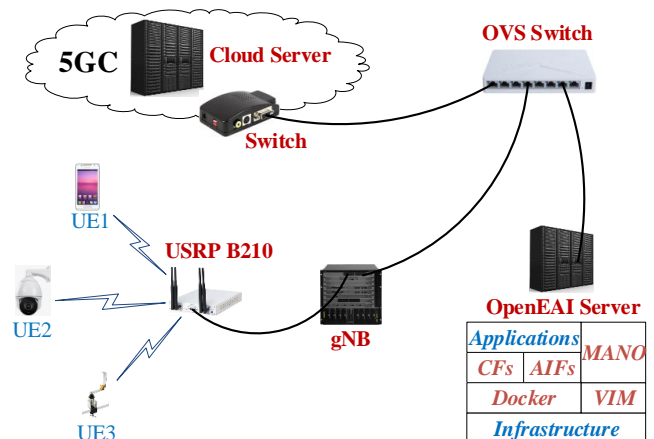 5GC
Cloud Server
OVS Switch
Switch
UE1
USRP B210
UE2
gNB
OpenEAI Server
UE3
Applications
MANO
CFs AIFs
Docker VIM
Infrastructure